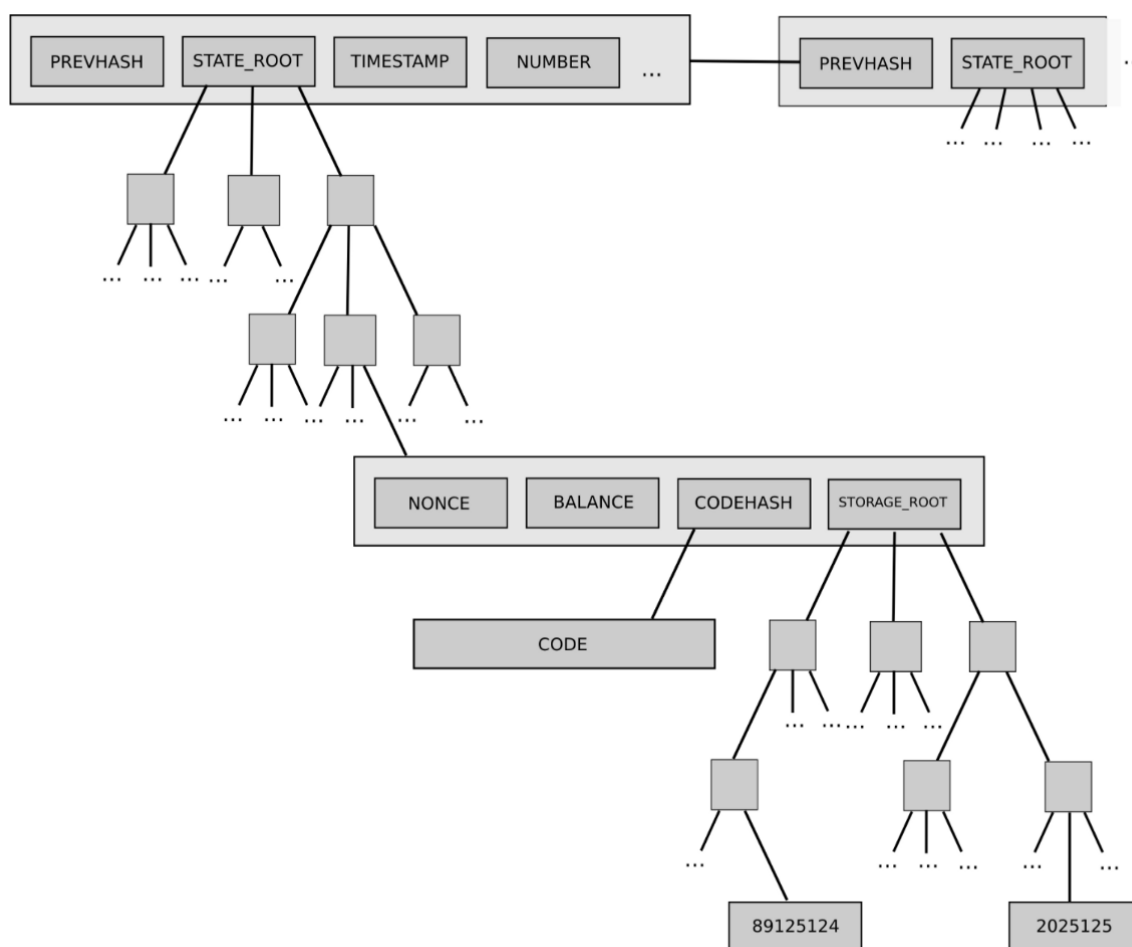 PREVHASH STATE_ROOT TIMESTAMP NUMBER ... PREVHASH STATE_ROOT ...
... ... ... ...
... ... ... ... ...
... ... ... ... ... ... ...
NONCE BALANCE CODEHASH STORAGE_ROOT
CODE
... ... ... ...
... ... ... ... ... ...
89125124 2025125